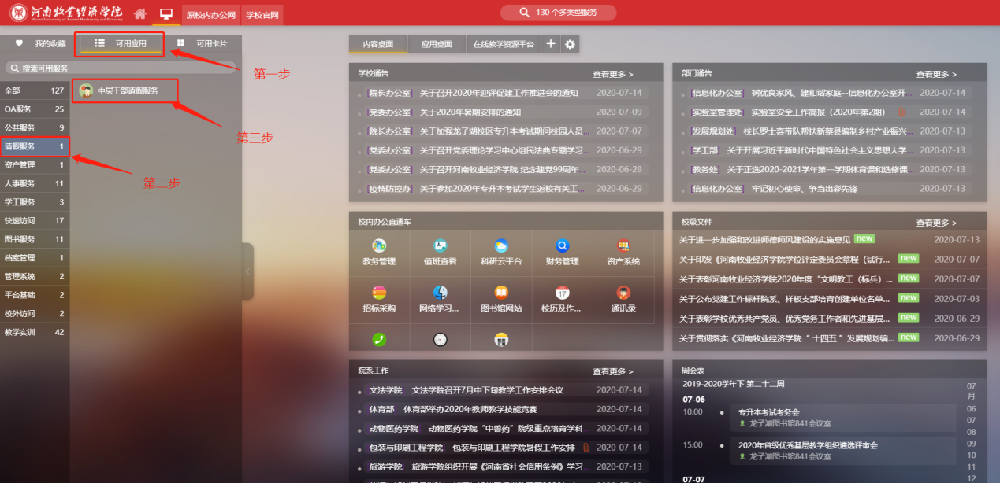 河南牧业经济学院
原校内办公网
学校官网
130 个多类型服务
我的收藏
可用应用
可用卡片
搜索可用服务
第一步
全部 127
OA服务 25
公共服务 9
请假服务 1
资产管理 1
人事服务 11
学工服务 3
快速访问 17
图书服务 11
档案管理 1
管理系统 2
平台基础 2
校外访问 2
教学实训 42
中层干部请假服务
第三步
第二步
内容桌面
应用桌面
在线教学资源平台
学校通告 查看更多 >
[院长办公室] 关于召开2020年迎评促建工作推进会的通知 2020-07-14
[党委办公室] 关于2020年暑期安排的通知 2020-07-09
[院长办公室] 关于加强龙子湖校区专升本考试期间校园人员... 2020-07-07
[党委办公室] 关于召开党委理论学习中心组民法典专题学习... 2020-06-29
[党委办公室] 关于召开河南牧业经济学院 纪念建党99周年... 2020-06-29
[疫情防控办] 关于参加2020年专升本考试学生返校有关工... 2020-06-29
部门通告 查看更多 >
[信息化办公室] 树优良家风、建和谐家庭--信息化办公室开... 2020-07-14
[实验室管理处] 实验室安全工作简报（2020年第2期） 2020-07-14
[发展规划处] 校长罗士喜带队帮扶新蔡县编制乡村产业振兴... 2020-07-13
[学工部] 关于开展习近平新时代中国特色社会主义思想大学... 2020-07-13
[教务处] 关于正选2020-2021学年第一学期体育课和选修课... 2020-07-13
[信息化办公室] 牢记初心使命、争当出彩先锋 2020-07-13
校内办公直通车
教务管理
值班查看
科研云平台
财务管理
资产系统
招标采购
网络学习...
图书馆网站
17
校历及作...
通讯录
校级文件 查看更多 >
关于进一步加强和改进师德师风建设的实施意见 new 2020-07-13
关于印发《河南牧业经济学院学位评定委员会章程（试行... new 2020-07-07
关于表彰河南牧业经济学院2020年度“文明教工（标兵）... new 2020-07-07
关于公布党建工作标杆院系、样板支部培育创建单位名单... new 2020-07-03
关于表彰学校优秀共产党员、优秀党务工作者和先进基层... new 2020-06-29
关于贯彻落实《河南牧业经济学院“十四五”发展规划编... new 2020-06-29
院系工作 查看更多 >
文法学院 文法学院召开7月中下旬教学工作安排会议 2020-07-14
体育部 体育部举办2020年教师教学技能竞赛 2020-07-14
动物医药学院 动物医药学院“中兽药”院级重点培育学科... 2020-07-14
包装与印刷工程学院 包装与印刷工程学院暑假工作安排 2020-07-14
旅游学院 旅游学院组织开展《河南省社会信用条例》学习... 2020-07-13
周会表
2019-2020学年下 第二十二周
07-06
10:00 专升本考试考务会
龙子湖图书馆841会议室
15:00 2020年省级优秀基层教学组织遴选评审会
龙子湖图书馆841会议室
07-07
07
月
06
07
08
09
10
11
12